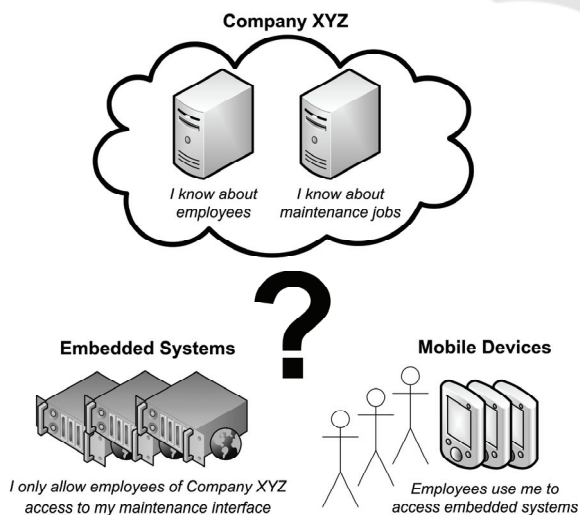 Company XYZ
I know about
employees
I know about
maintenance jobs
?
Embedded Systems
Mobile Devices
I only allow employees of Company XYZ
access to my maintenance interface
Employees use me to
access embedded systems